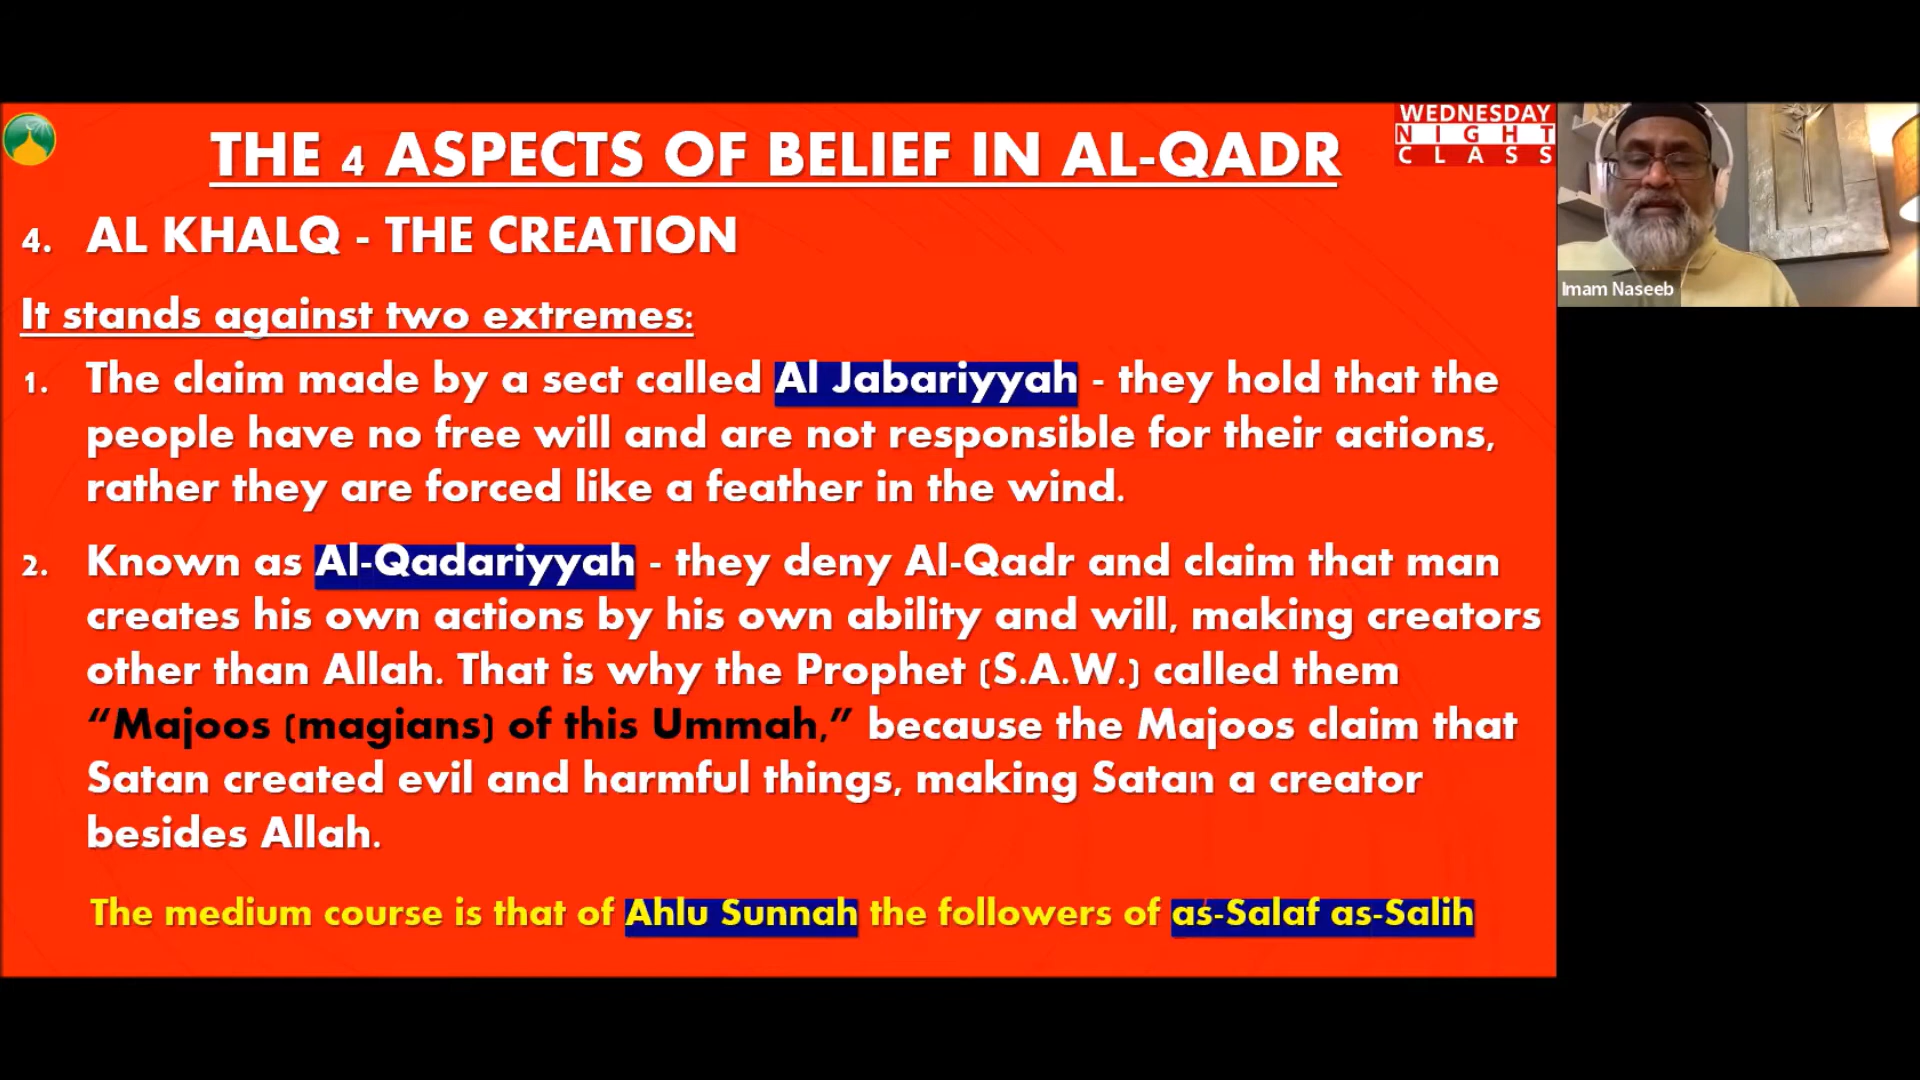 THE 4 ASPECTS OF BELIEF IN AL-QADR
WEDNESDAY
NIGHT
CLASS
4. AL KHALQ - THE CREATION
Imam Naseeb
It stands against two extremes:
1. The claim made by a sect called Al Jabariyyah - they hold that the
people have no free will and are not responsible for their actions,
rather they are forced like a feather in the wind.
2. Known as Al-Qadariyyah - they deny Al-Qadr and claim that man
creates his own actions by his own ability and will, making creators
other than Allah. That is why the Prophet (S.A.W.) called them
“Majoos (magians) of this Ummah,” because the Majoos claim that
Satan created evil and harmful things, making Satan a creator
besides Allah.
The medium course is that of Ahlu Sunnah the followers of as-Salaf as-Salih